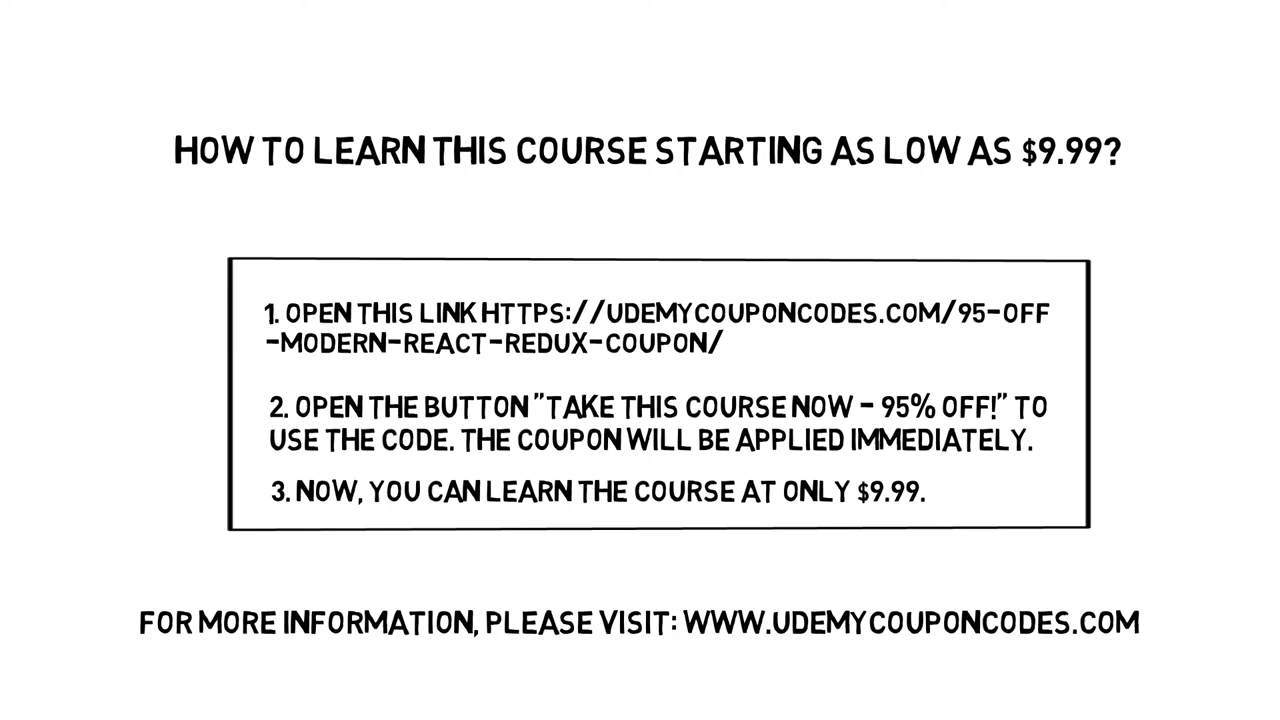 HOW TO LEARN THIS COURSE STARTING AS LOW AS $9.99?
1. OPEN THIS LINK HTTPS://UDEMYCOUPONCODES.COM/95-OFF
-MODERN-REACT-REDUX-COUPON/
2. OPEN THE BUTTON "TAKE THIS COURSE NOW - 95% OFF!" TO
USE THE CODE. THE COUPON WILL BE APPLIED IMMEDIATELY.
3. NOW, YOU CAN LEARN THE COURSE AT ONLY $9.99.
FOR MORE INFORMATION, PLEASE VISIT: WWW.UDEMYCOUPONCODES.COM